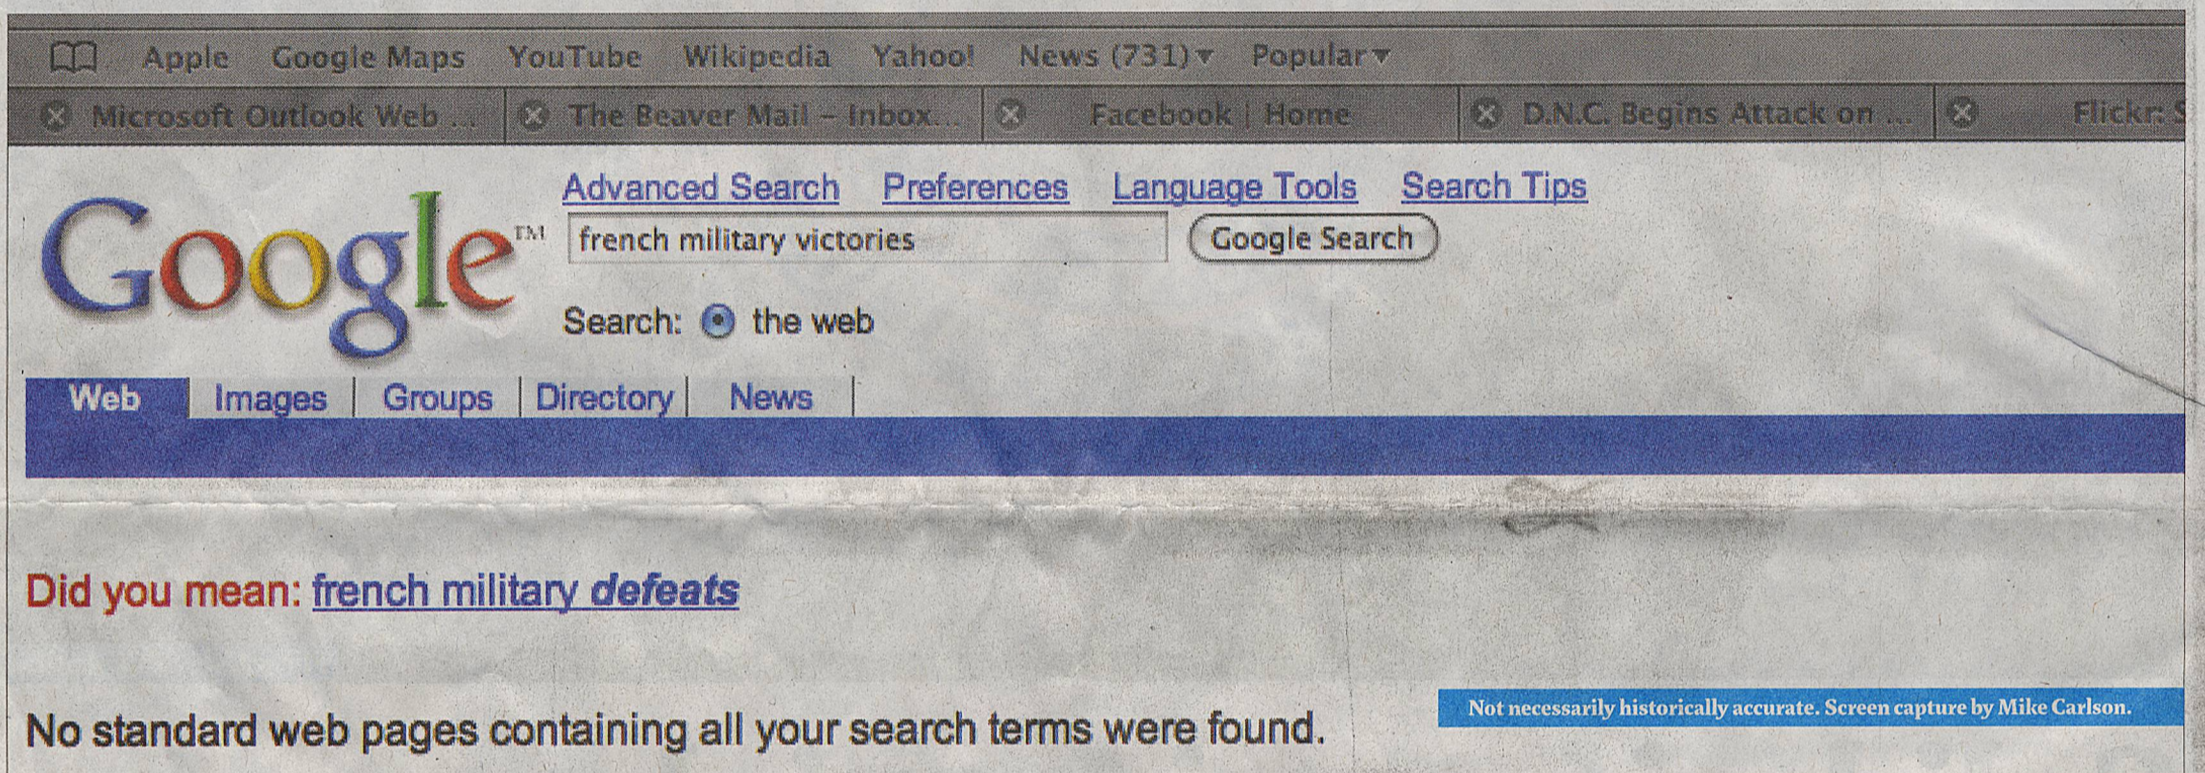 Apple Google Maps YouTube Wikipedia Yahoo! News (731)▾ Popular▾
Microsoft Outlook Web ... The Beaver Mail – Inbox... Facebook | Home D.N.C. Begins Attack on ... Flickr: S
Advanced Search Preferences Language Tools Search Tips
Google™ french military victories Google Search
Search: the web
Web Images Groups Directory News
Did you mean: french military defeats
Not necessarily historically accurate. Screen capture by Mike Carlson.
No standard web pages containing all your search terms were found.